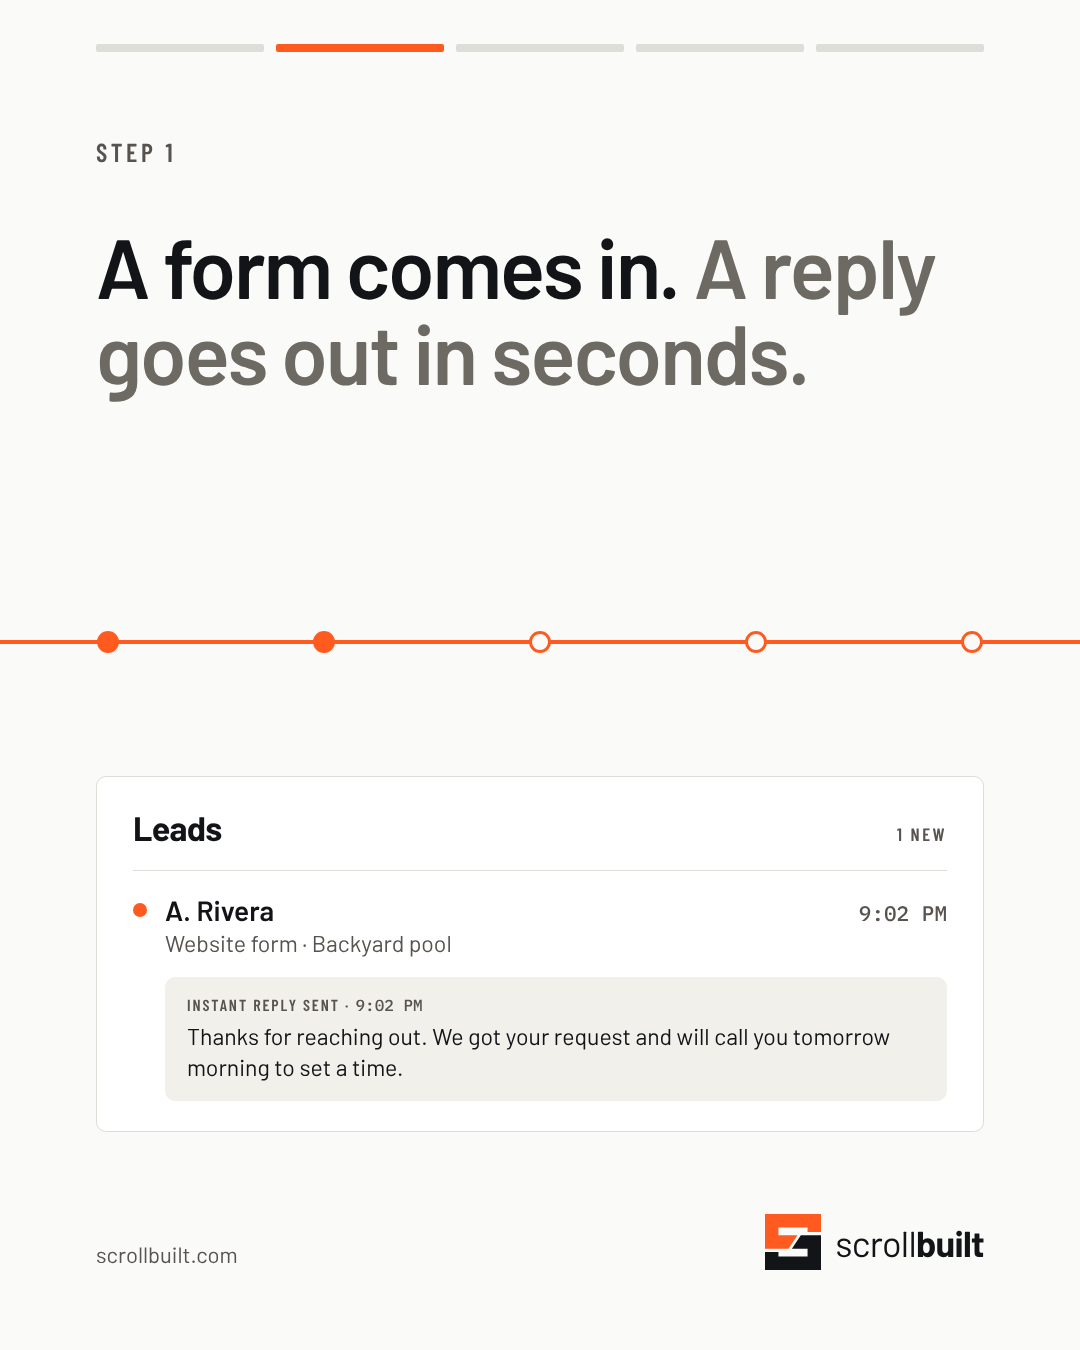 STEP 1
A form comes in. A reply
goes out in seconds.
Leads
1 NEW
A. Rivera
9:02 PM
Website form · Backyard pool
INSTANT REPLY SENT · 9:02 PM
Thanks for reaching out. We got your request and will call you tomorrow
morning to set a time.
scrollbuilt.com
scrollbuilt